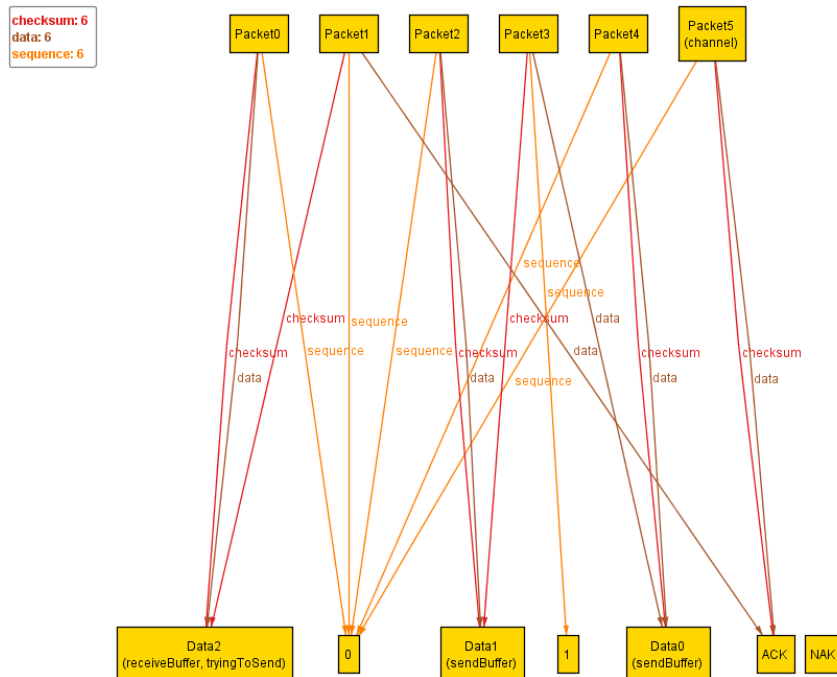 checksum: 6
data: 6
sequence: 6
Packet0
Packet1
Packet2
Packet3
Packet4
Packet5
(channel)
sequence
sequence
checksum
sequence
checksum
data
checksum
sequence
sequence
checksum
data
checksum
checksum
data
data
data
data
sequence
Data2
(receiveBuffer, tryingToSend)
0
Data1
(sendBuffer)
1
Data0
(sendBuffer)
ACK
NAK